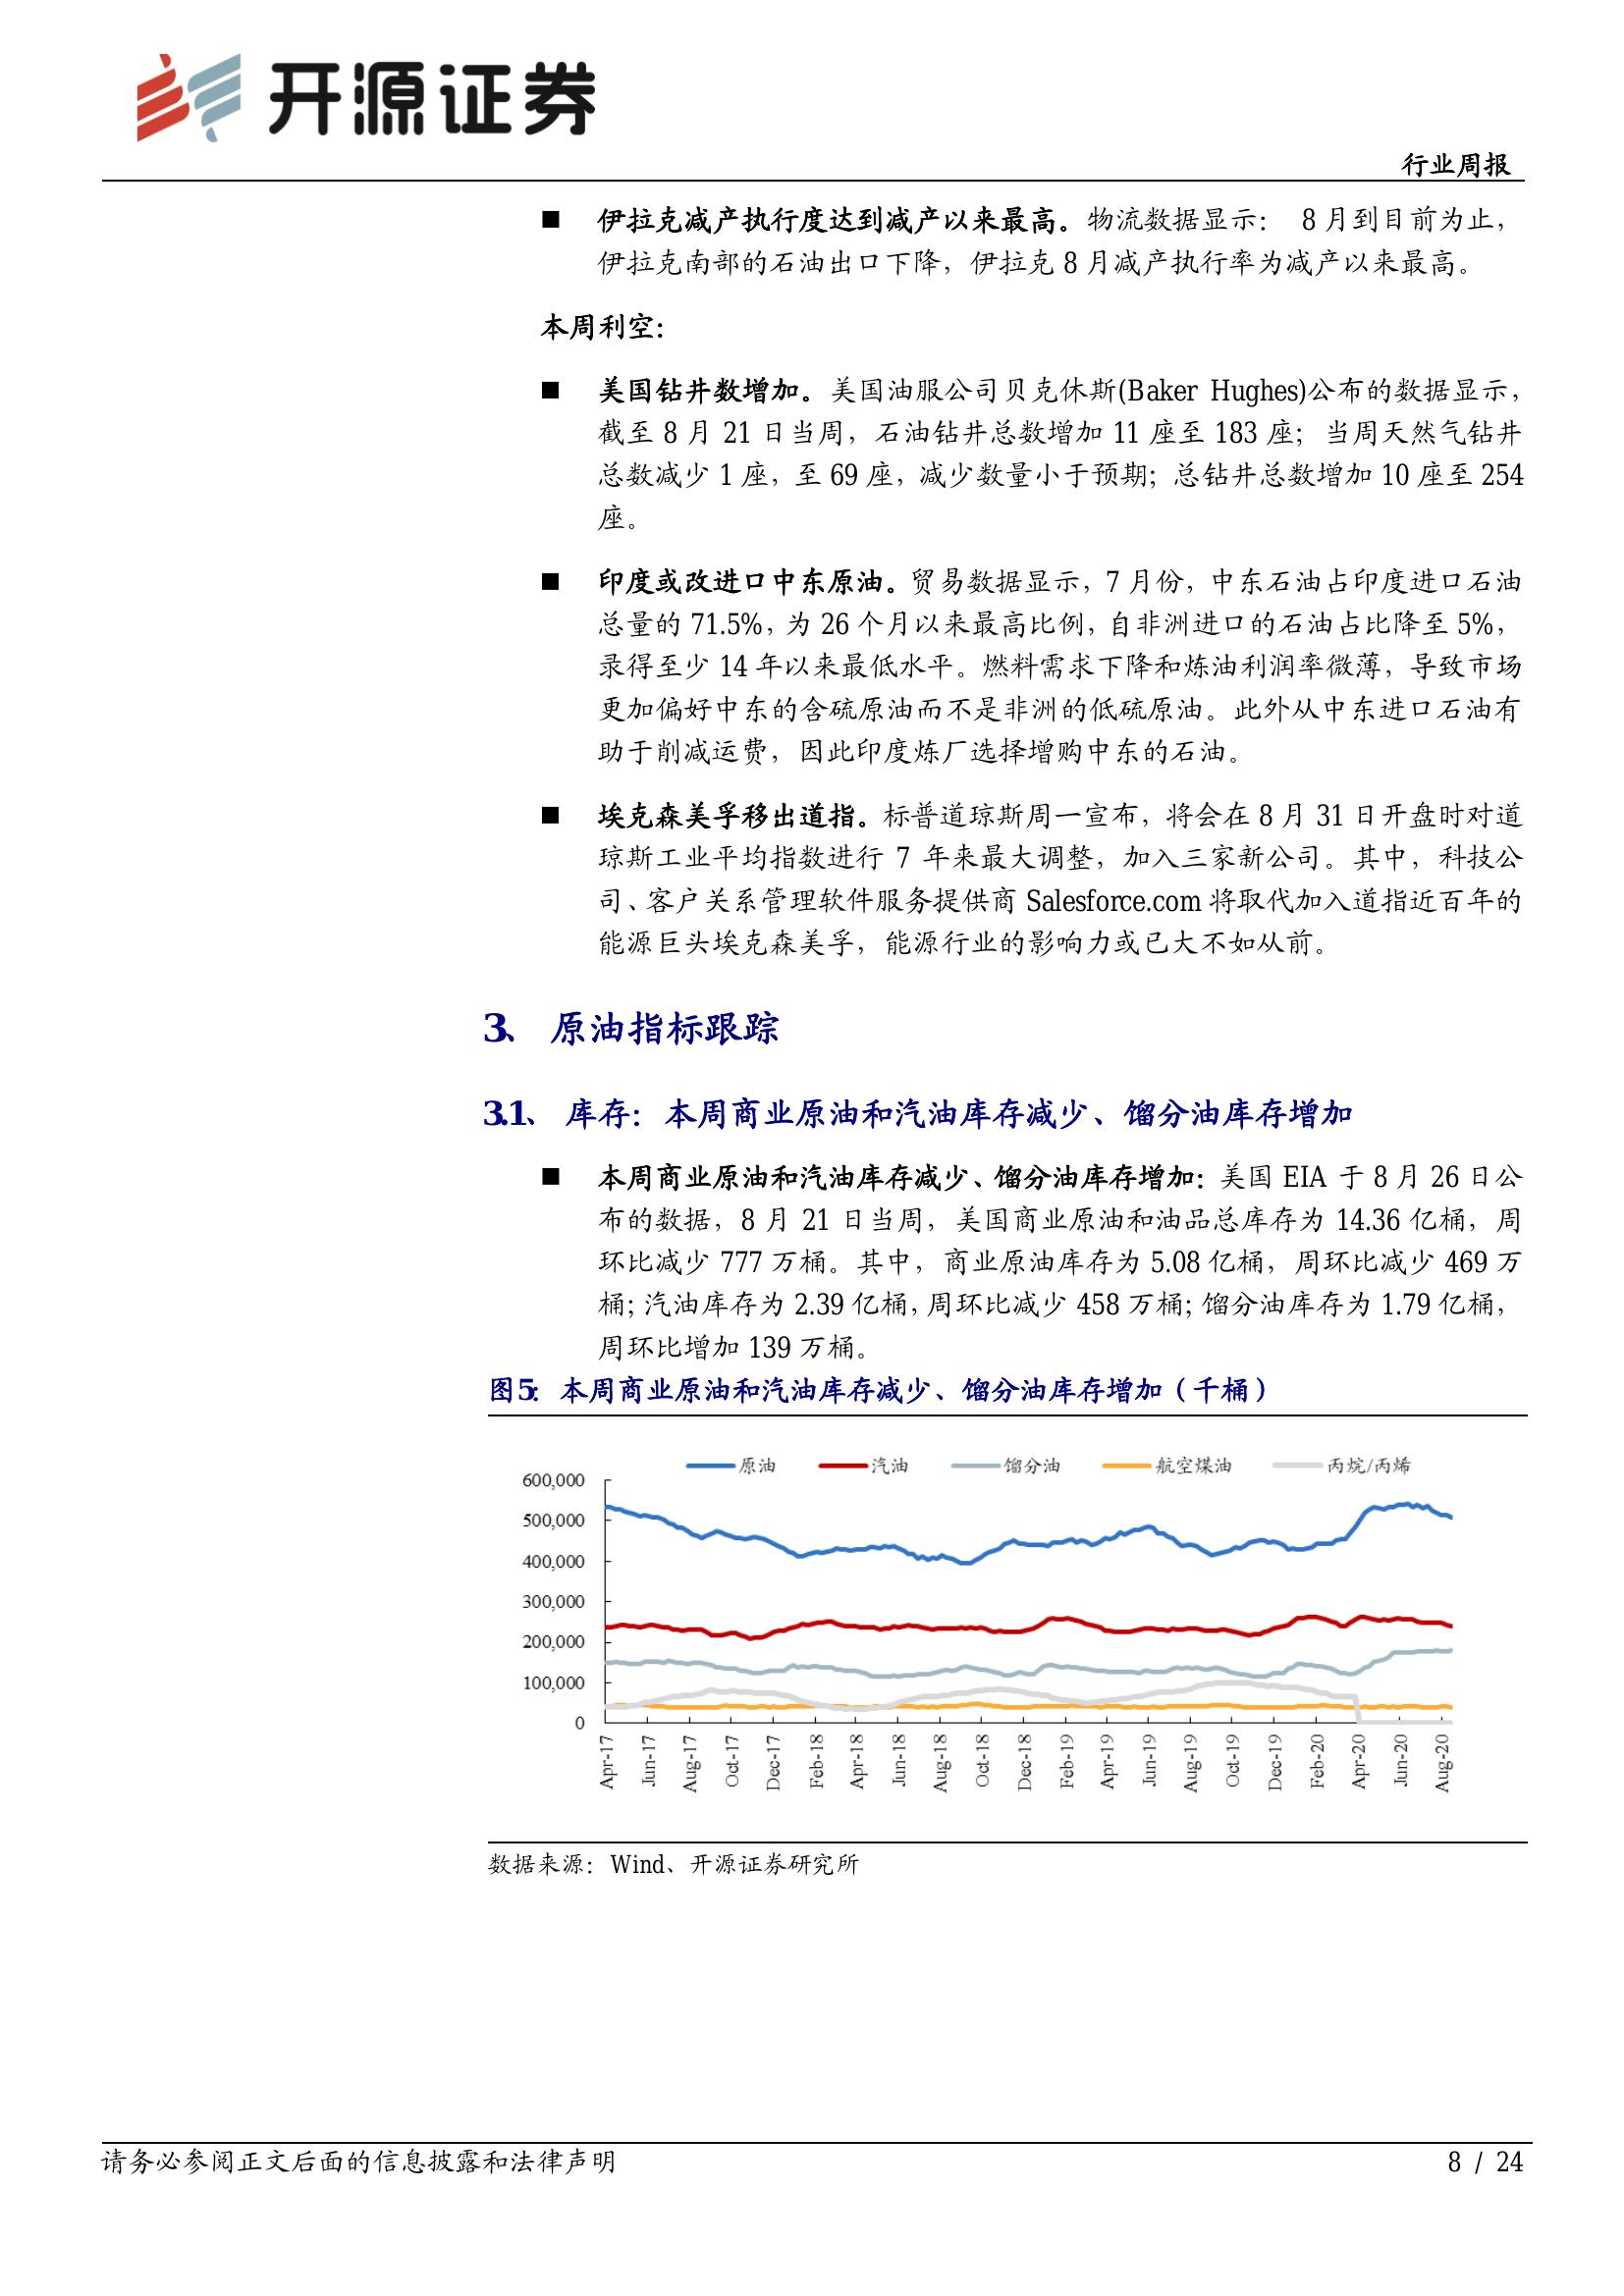 开源证券
行业周报
■ 伊拉克减产执行度达到减产以来最高。物流数据显示： 8 月到目前为止，
伊拉克南部的石油出口下降，伊拉克 8 月减产执行率为减产以来最高。
本周利空：
■ 美国钻井数增加。美国油服公司贝克休斯(Baker Hughes)公布的数据显示，
截至 8 月 21 日当周，石油钻井总数增加 11 座至 183 座；当周天然气钻井
总数减少 1 座，至 69 座，减少数量小于预期；总钻井总数增加 10 座至 254
座。
■ 印度或改进口中东原油。贸易数据显示，7 月份，中东石油占印度进口石油
总量的 71.5%，为 26 个月以来最高比例，自非洲进口的石油占比降至 5%，
录得至少 14 年以来最低水平。燃料需求下降和炼油利润率微薄，导致市场
更加偏好中东的含硫原油而不是非洲的低硫原油。此外从中东进口石油有
助于削减运费，因此印度炼厂选择增购中东的石油。
■ 埃克森美孚移出道指。标普道琼斯周一宣布，将会在 8 月 31 日开盘时对道
琼斯工业平均指数进行 7 年来最大调整，加入三家新公司。其中，科技公
司、客户关系管理软件服务提供商 Salesforce.com 将取代加入道指近百年的
能源巨头埃克森美孚，能源行业的影响力或已大不如从前。
3、 原油指标跟踪
3.1、 库存：本周商业原油和汽油库存减少、馏分油库存增加
■ 本周商业原油和汽油库存减少、馏分油库存增加：美国 EIA 于 8 月 26 日公
布的数据，8 月 21 日当周，美国商业原油和油品总库存为 14.36 亿桶，周
环比减少 777 万桶。其中，商业原油库存为 5.08 亿桶，周环比减少 469 万
桶；汽油库存为 2.39 亿桶，周环比减少 458 万桶；馏分油库存为 1.79 亿桶，
周环比增加 139 万桶。
图5：本周商业原油和汽油库存减少、馏分油库存增加（千桶）
原油 汽油 馏分油 航空煤油 丙烷/丙烯
600,000
500,000
400,000
300,000
200,000
100,000
0
Apr-17 Jun-17 Aug-17 Oct-17 Dec-17 Feb-18 Apr-18 Jun-18 Aug-18 Oct-18 Dec-18 Feb-19 Apr-19 Jun-19 Aug-19 Oct-19 Dec-19 Feb-20 Apr-20 Jun-20 Aug-20
数据来源：Wind、开源证券研究所
请务必参阅正文后面的信息披露和法律声明
8 / 24